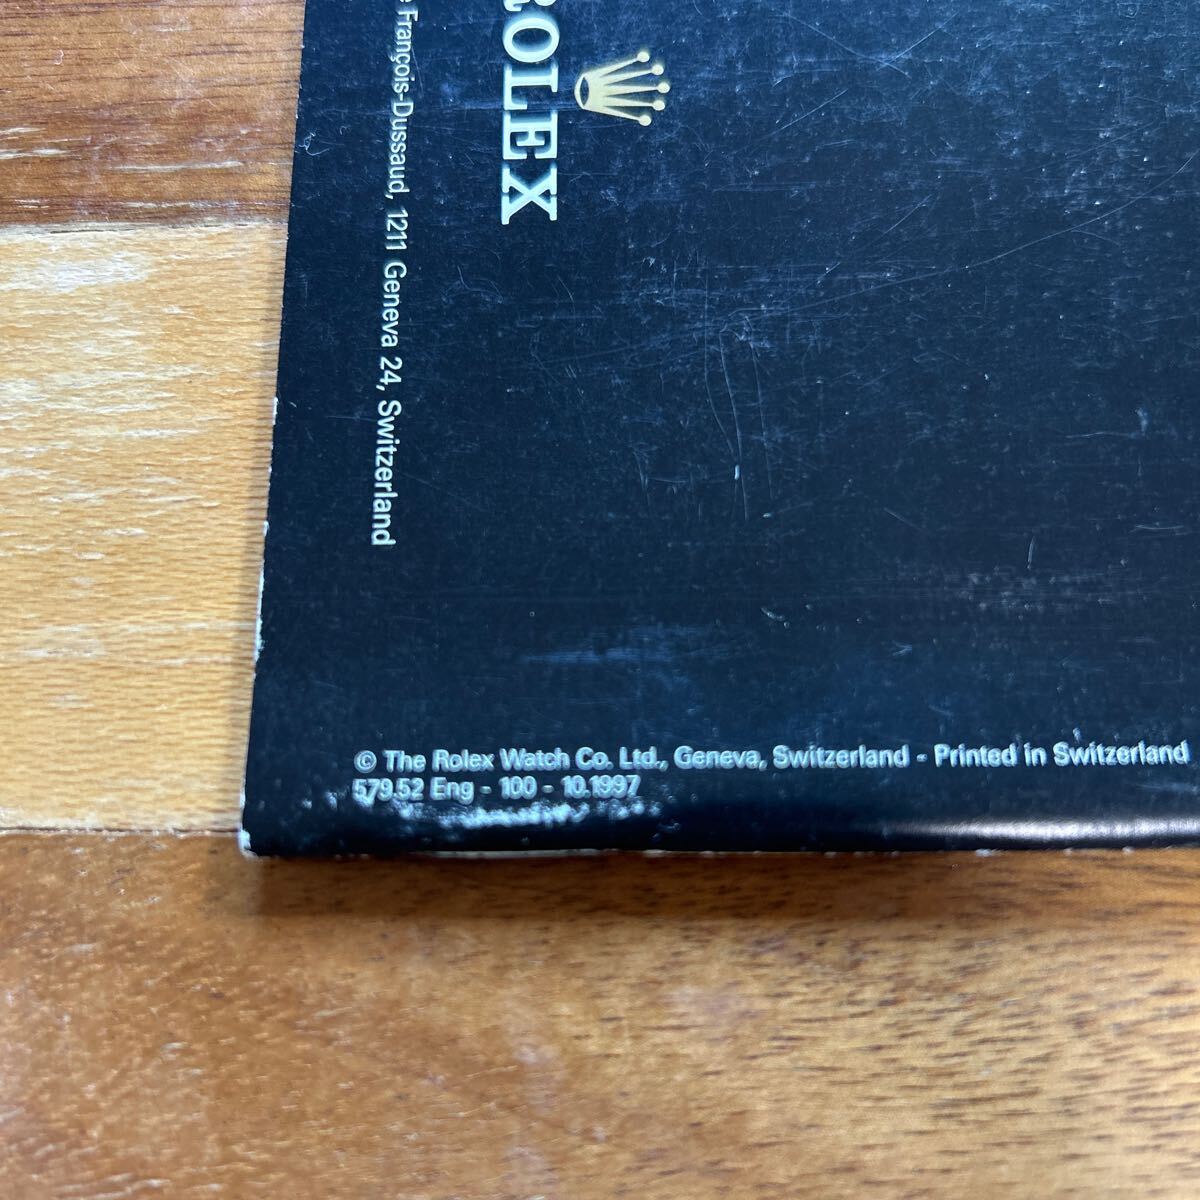 ROLEX
François-Dussaud, 1211 Geneva 24, Switzerland
© The Rolex Watch Co. Ltd., Geneva, Switzerland - Printed in Switzerland
579.52 Eng - 100 - 10.1997